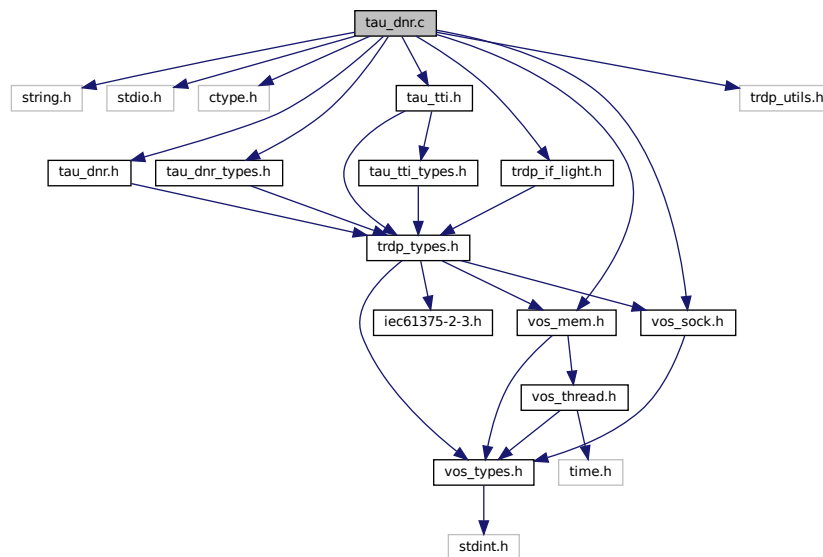 tau_dnr.c
string.h
stdio.h
ctype.h
tau_tti.h
trdp_utils.h
tau_dnr.h
tau_dnr_types.h
tau_tti_types.h
trdp_if_light.h
trdp_types.h
iec61375-2-3.h
vos_mem.h
vos_sock.h
vos_thread.h
vos_types.h
time.h
stdint.h